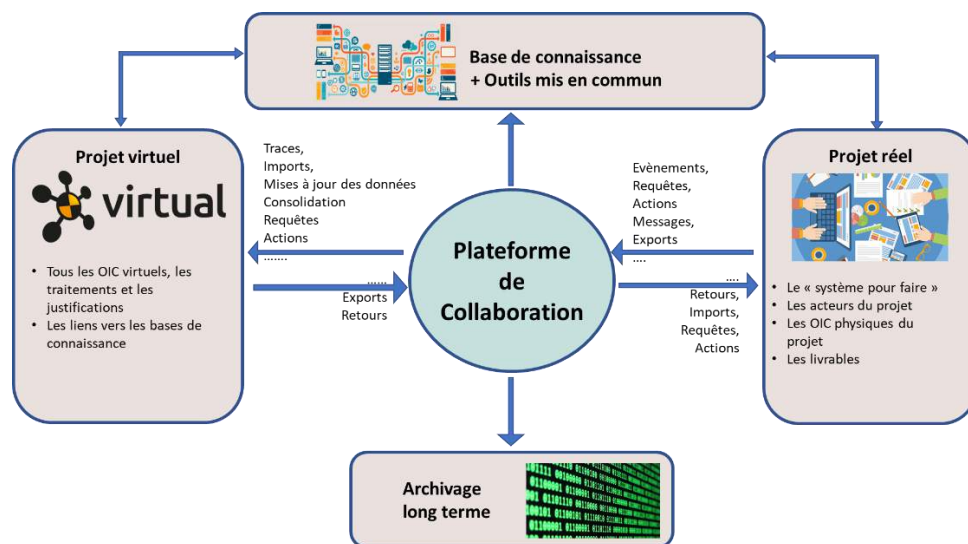 Base de connaissance
+ Outils mis en commun
Projet virtuel
virtual
• Tous les OIC virtuels, les
traitements et les
justifications
• Les liens vers les bases de
connaissance
Traces,
Imports,
Mises à jour des données
Consolidation
Requêtes
Actions
.......
......
Exports
Retours
Plateforme
de
Collaboration
Evènements,
Requêtes,
Actions
Messages,
Exports
....
....
Retours,
Imports,
Requêtes,
Actions
Projet réel
• Le « système pour faire »
• Les acteurs du projet
• Les OIC physiques du
projet
• Les livrables
Archivage
long terme